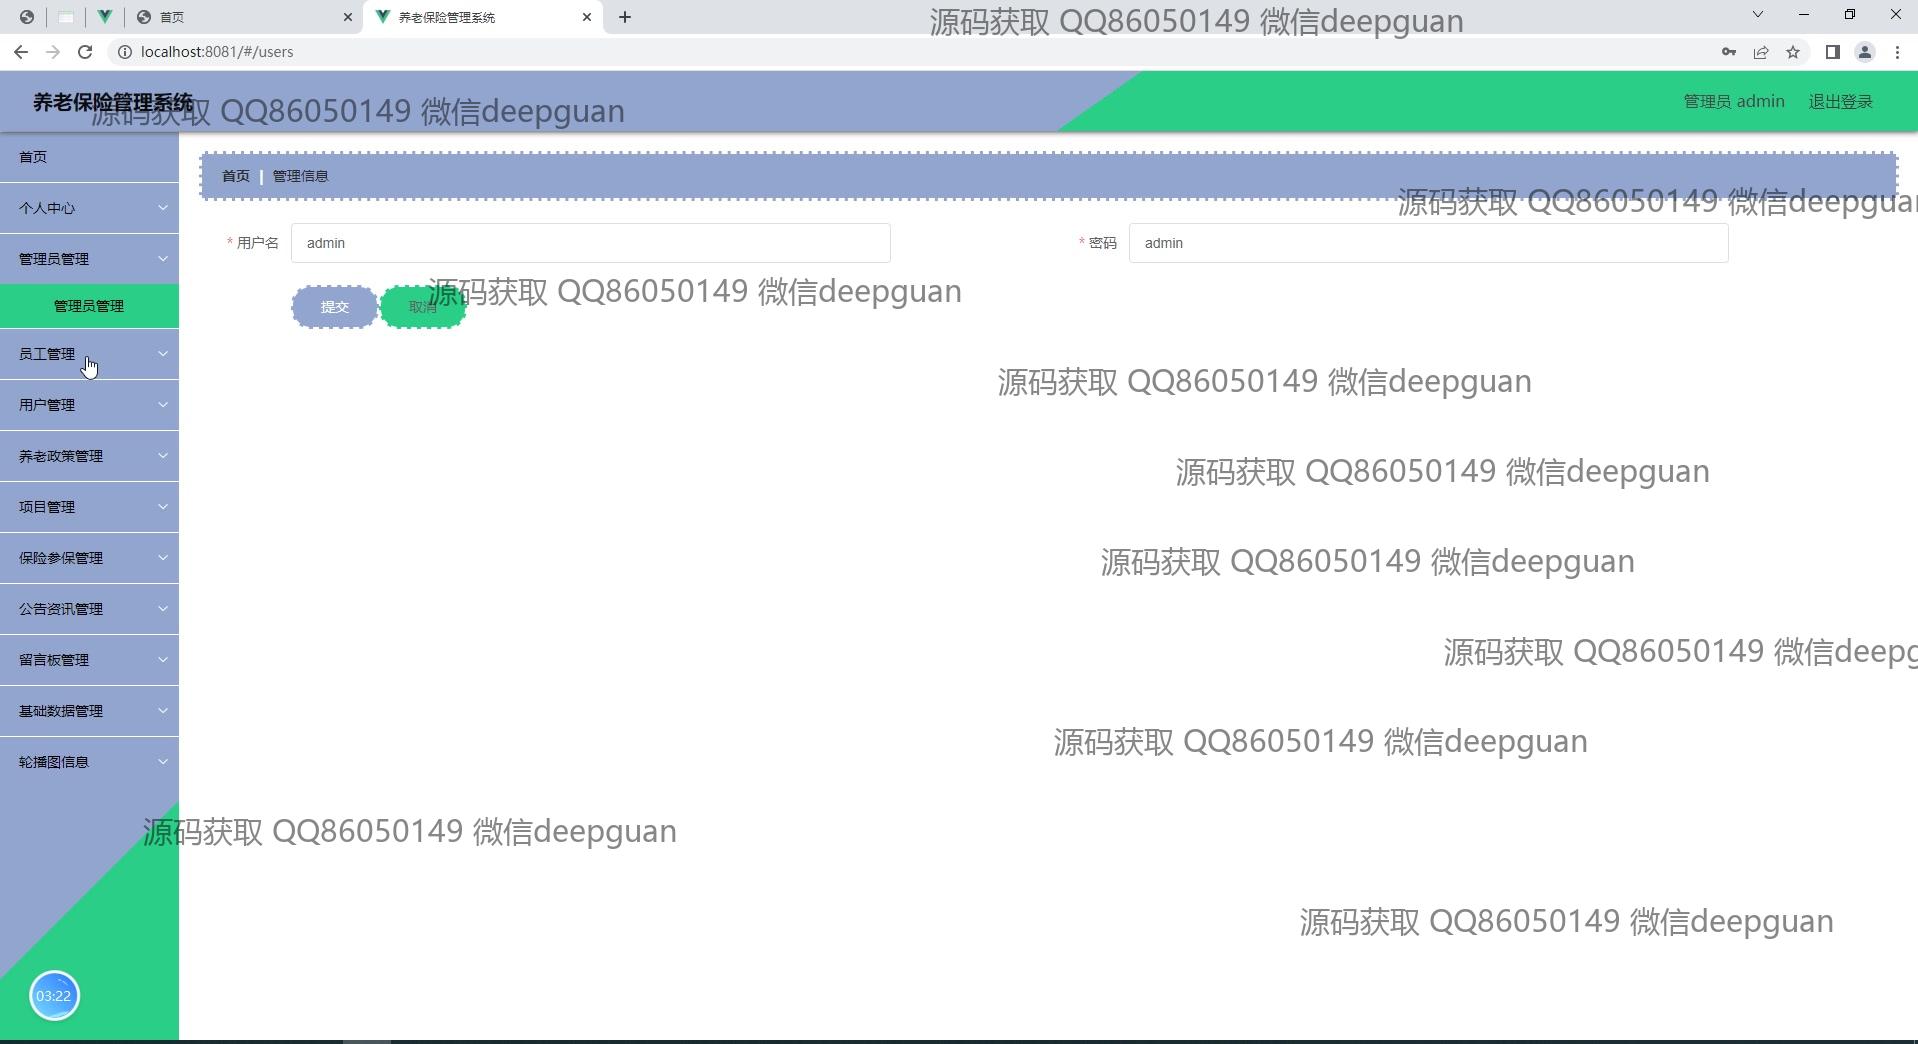 首页
养老保险管理系统
源码获取 QQ86050149 微信deepguan
localhost:8081/#/users
养老保险管理系统
源码获取 QQ86050149 微信deepguan
管理员 admin
退出登录
首页
个人中心
管理员管理
管理员管理
员工管理
用户管理
养老政策管理
项目管理
保险参保管理
公告资讯管理
留言板管理
基础数据管理
轮播图信息
首页 | 管理信息
源码获取 QQ86050149 微信deepguan
* 用户名 admin
* 密码 admin
提交
取消
源码获取 QQ86050149 微信deepguan
源码获取 QQ86050149 微信deepguan
源码获取 QQ86050149 微信deepguan
源码获取 QQ86050149 微信deepguan
源码获取 QQ86050149 微信deepg
源码获取 QQ86050149 微信deepguan
源码获取 QQ86050149 微信deepguan
源码获取 QQ86050149 微信deepguan
03:22